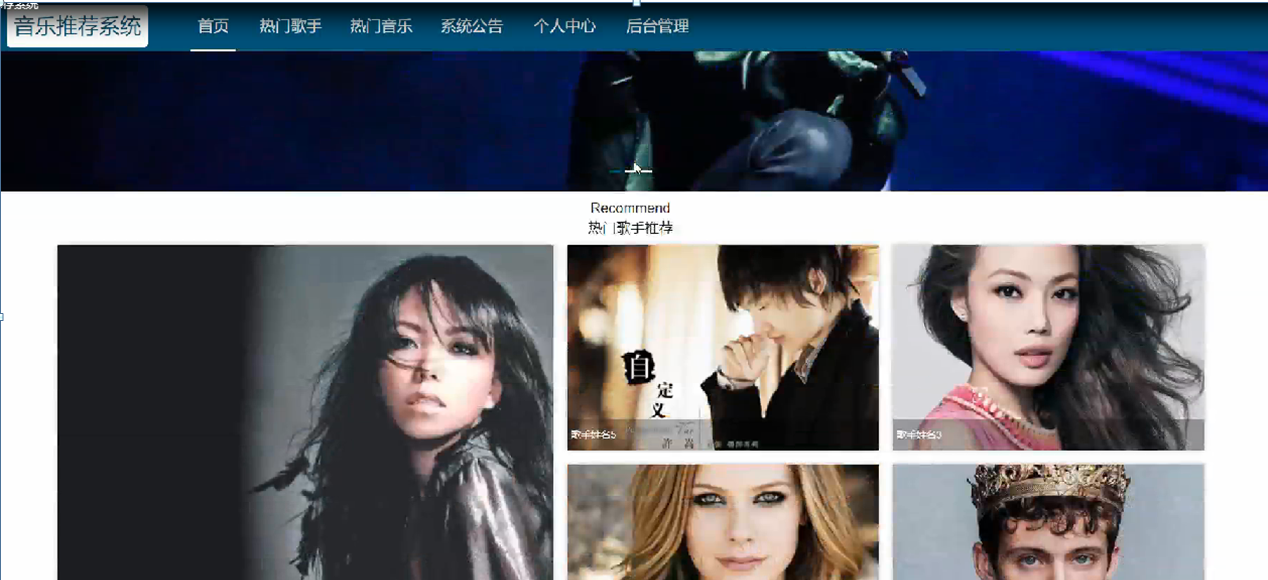 荐系统
音乐推荐系统
首页 热门歌手 热门音乐 系统公告 个人中心 后台管理
Recommend
热门歌手推荐
自
定
义
许嵩
歌手姓名5
歌手姓名3